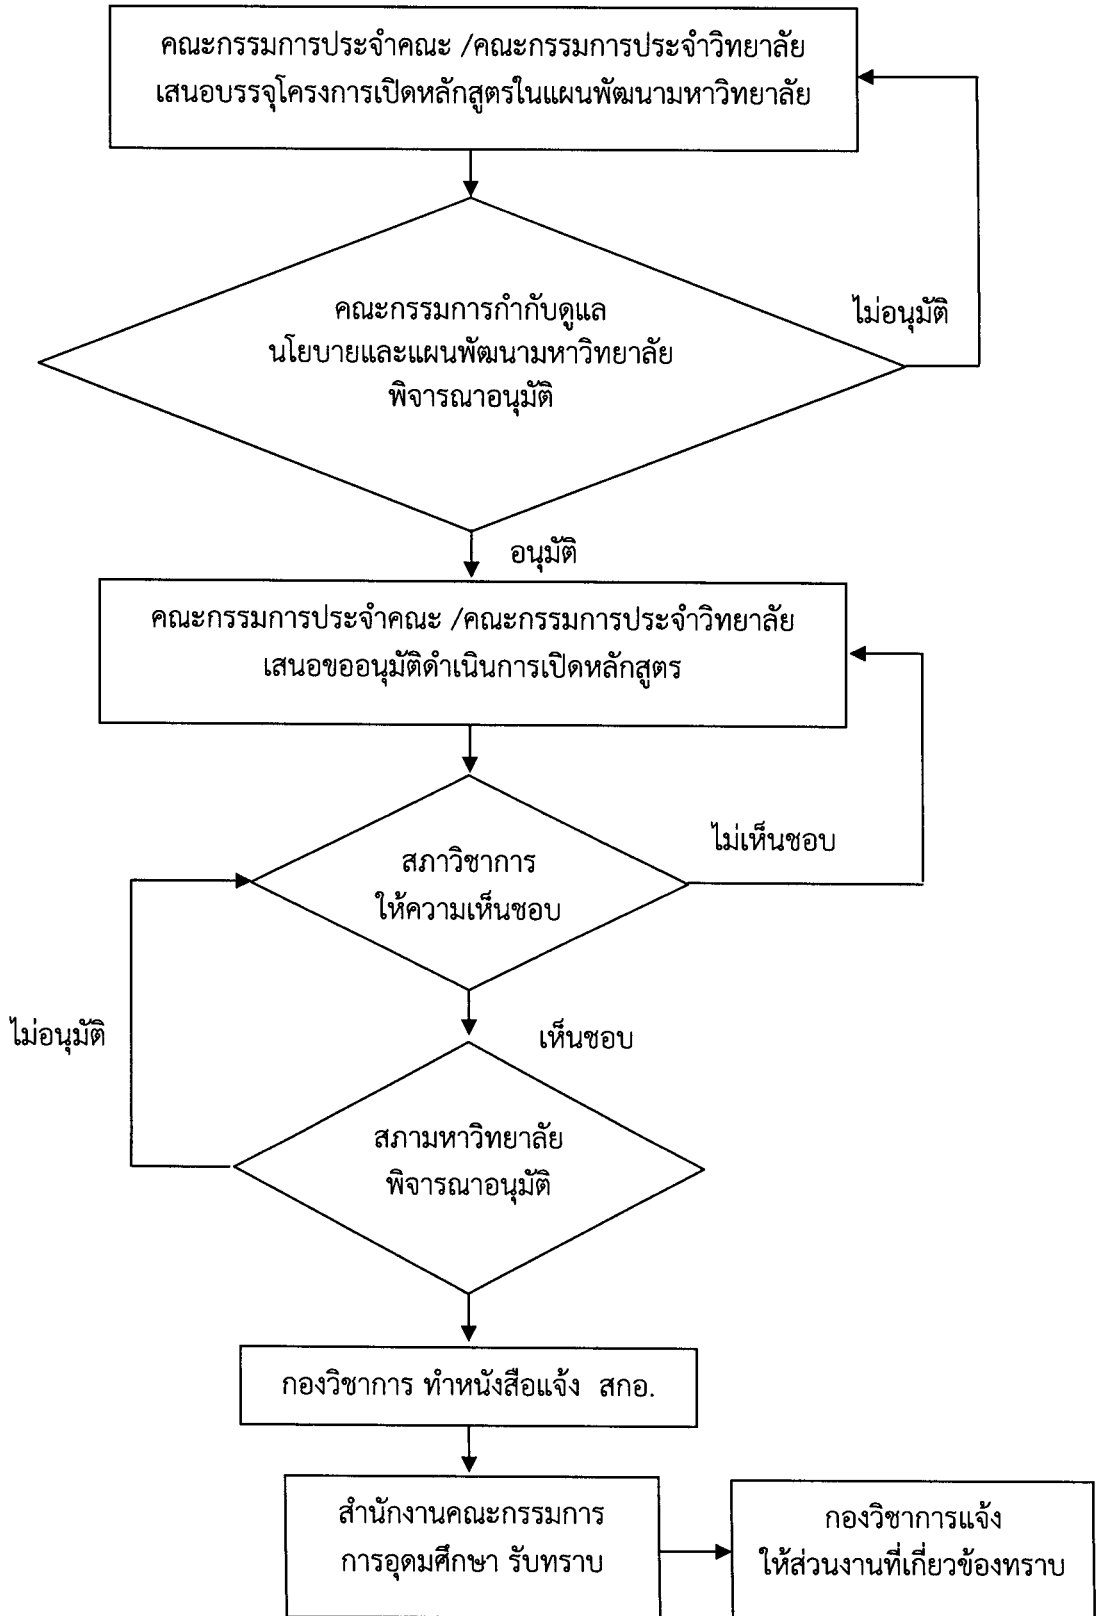 คณะกรรมการประจำคณะ /คณะกรรมการประจำวิทยาลัย
เสนอบรรจุโครงการเปิดหลักสูตรในแผนพัฒนามหาวิทยาลัย
คณะกรรมการกำกับดูแล
นโยบายและแผนพัฒนามหาวิทยาลัย
พิจารณาอนุมัติ
ไม่อนุมัติ
อนุมัติ
คณะกรรมการประจำคณะ /คณะกรรมการประจำวิทยาลัย
เสนอขออนุมัติดำเนินการเปิดหลักสูตร
สภาวิชาการ
ให้ความเห็นชอบ
ไม่เห็นชอบ
ไม่อนุมัติ
เห็นชอบ
สภามหาวิทยาลัย
พิจารณาอนุมัติ
กองวิชาการ ทำหนังสือแจ้ง สกอ.
สำนักงานคณะกรรมการ
การอุดมศึกษา รับทราบ
กองวิชาการแจ้ง
ให้ส่วนงานที่เกี่ยวข้องทราบ